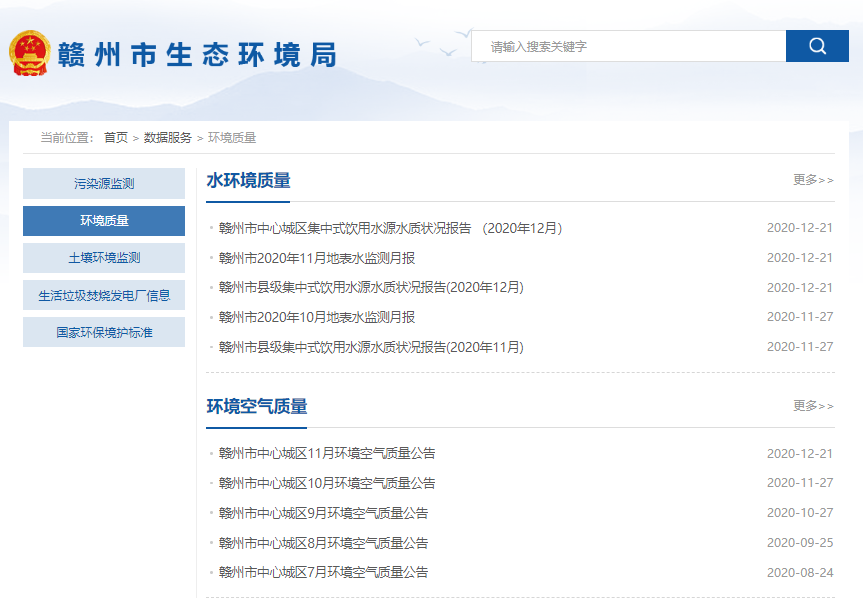 赣州市生态环境局
请输入搜索关键字
当前位置： 首页 > 数据服务 > 环境质量
污染源监测
环境质量
土壤环境监测
生活垃圾焚烧发电厂信息
国家环保境护标准
水环境质量 更多>>
赣州市中心城区集中式饮用水源水质状况报告 （2020年12月） 2020-12-21
赣州市2020年11月地表水监测月报 2020-12-21
赣州市县级集中式饮用水源水质状况报告(2020年12月) 2020-12-21
赣州市2020年10月地表水监测月报 2020-11-27
赣州市县级集中式饮用水源水质状况报告(2020年11月) 2020-11-27
环境空气质量 更多>>
赣州市中心城区11月环境空气质量公告 2020-12-21
赣州市中心城区10月环境空气质量公告 2020-11-27
赣州市中心城区9月环境空气质量公告 2020-10-27
赣州市中心城区8月环境空气质量公告 2020-09-25
赣州市中心城区7月环境空气质量公告 2020-08-24